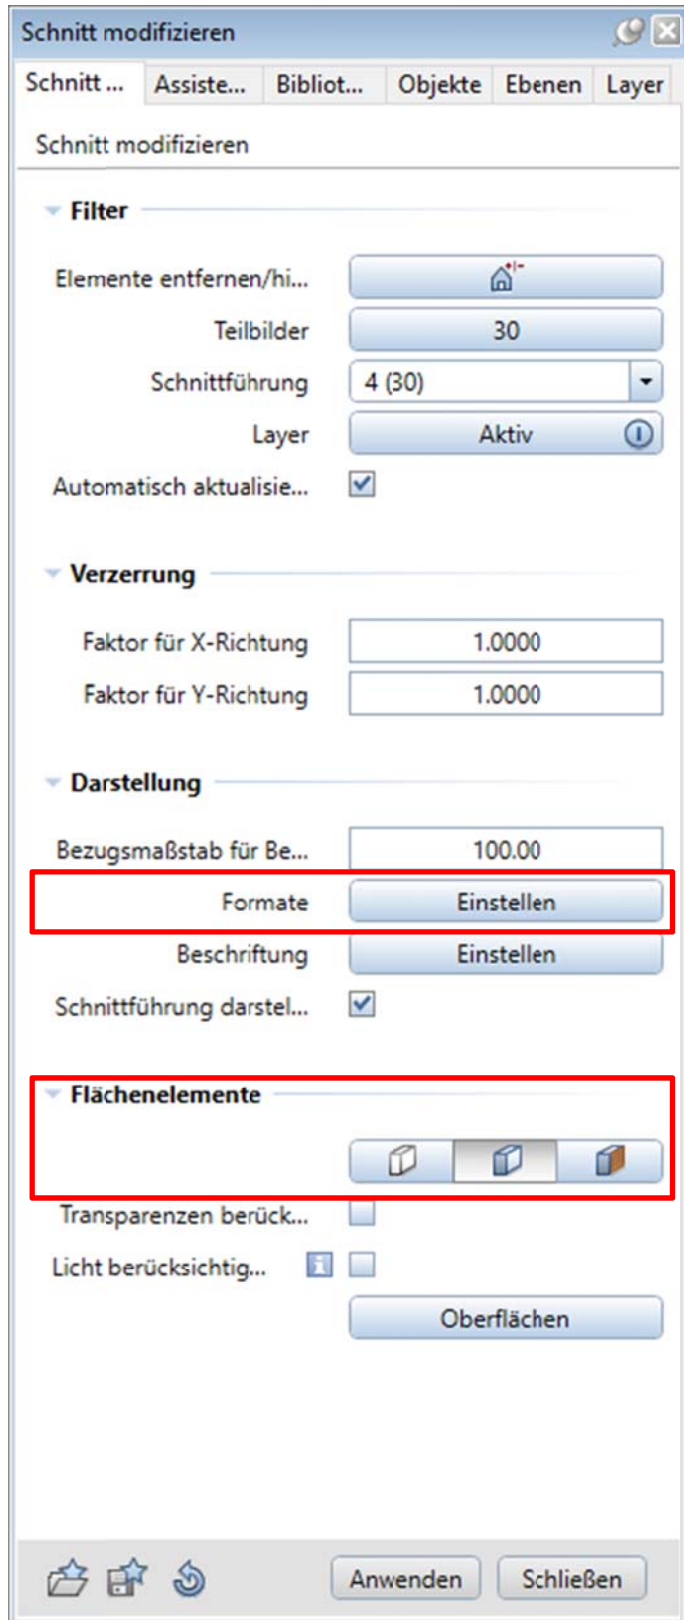 Schnitt modifizieren
Schnitt ... Assiste... Bibliot... Objekte Ebenen Layer
Schnitt modifizieren
Filter
Elemente entfernen/hi...
Teilbilder 30
Schnittführung 4 (30)
Layer Aktiv
Automatisch aktualisie...
Verzerrung
Faktor für X-Richtung 1.0000
Faktor für Y-Richtung 1.0000
Darstellung
Bezugsmaßstab für Be... 100.00
Formate Einstellen
Beschriftung Einstellen
Schnittführung darstel...
Flächenelemente
Transparenzen berück...
Licht berücksichtig...
Oberflächen
Anwenden Schließen